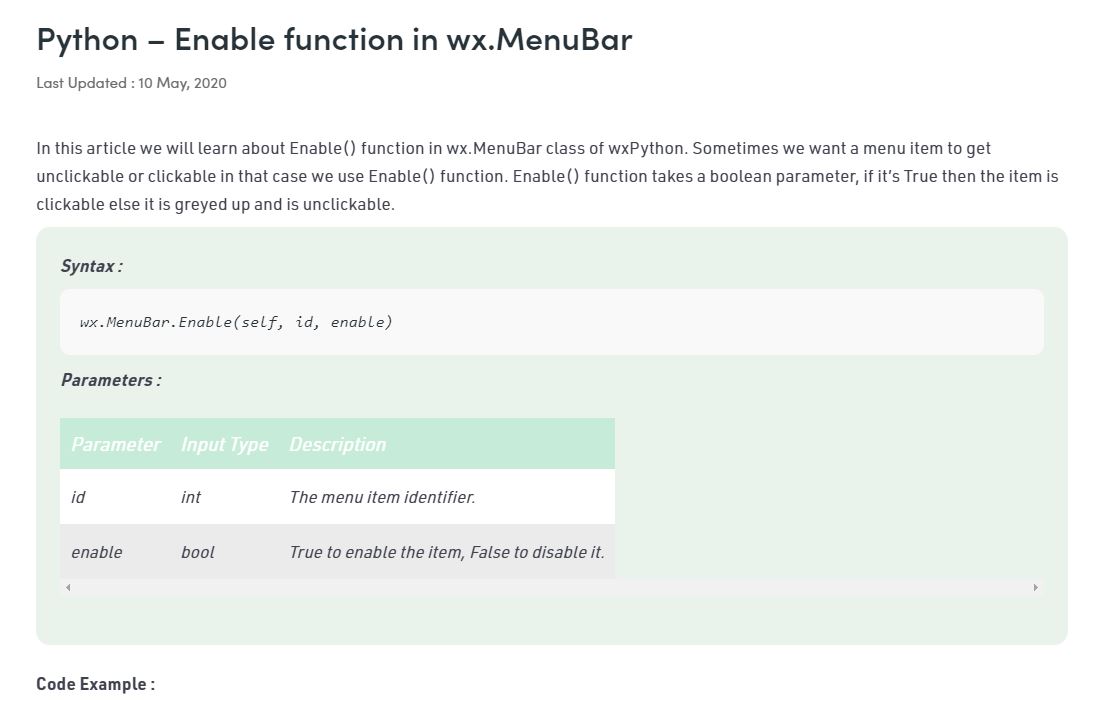 Python – Enable function in wx.MenuBar
Last Updated : 10 May, 2020
In this article we will learn about Enable() function in wx.MenuBar class of wxPython. Sometimes we want a menu item to get
unclickable or clickable in that case we use Enable() function. Enable() function takes a boolean parameter, if it’s True then the item is
clickable else it is greyed up and is unclickable.
Syntax :
wx.MenuBar.Enable(self, id, enable)
Parameters :
Parameter Input Type Description
id int The menu item identifier.
enable bool True to enable the item, False to disable it.
Code Example :